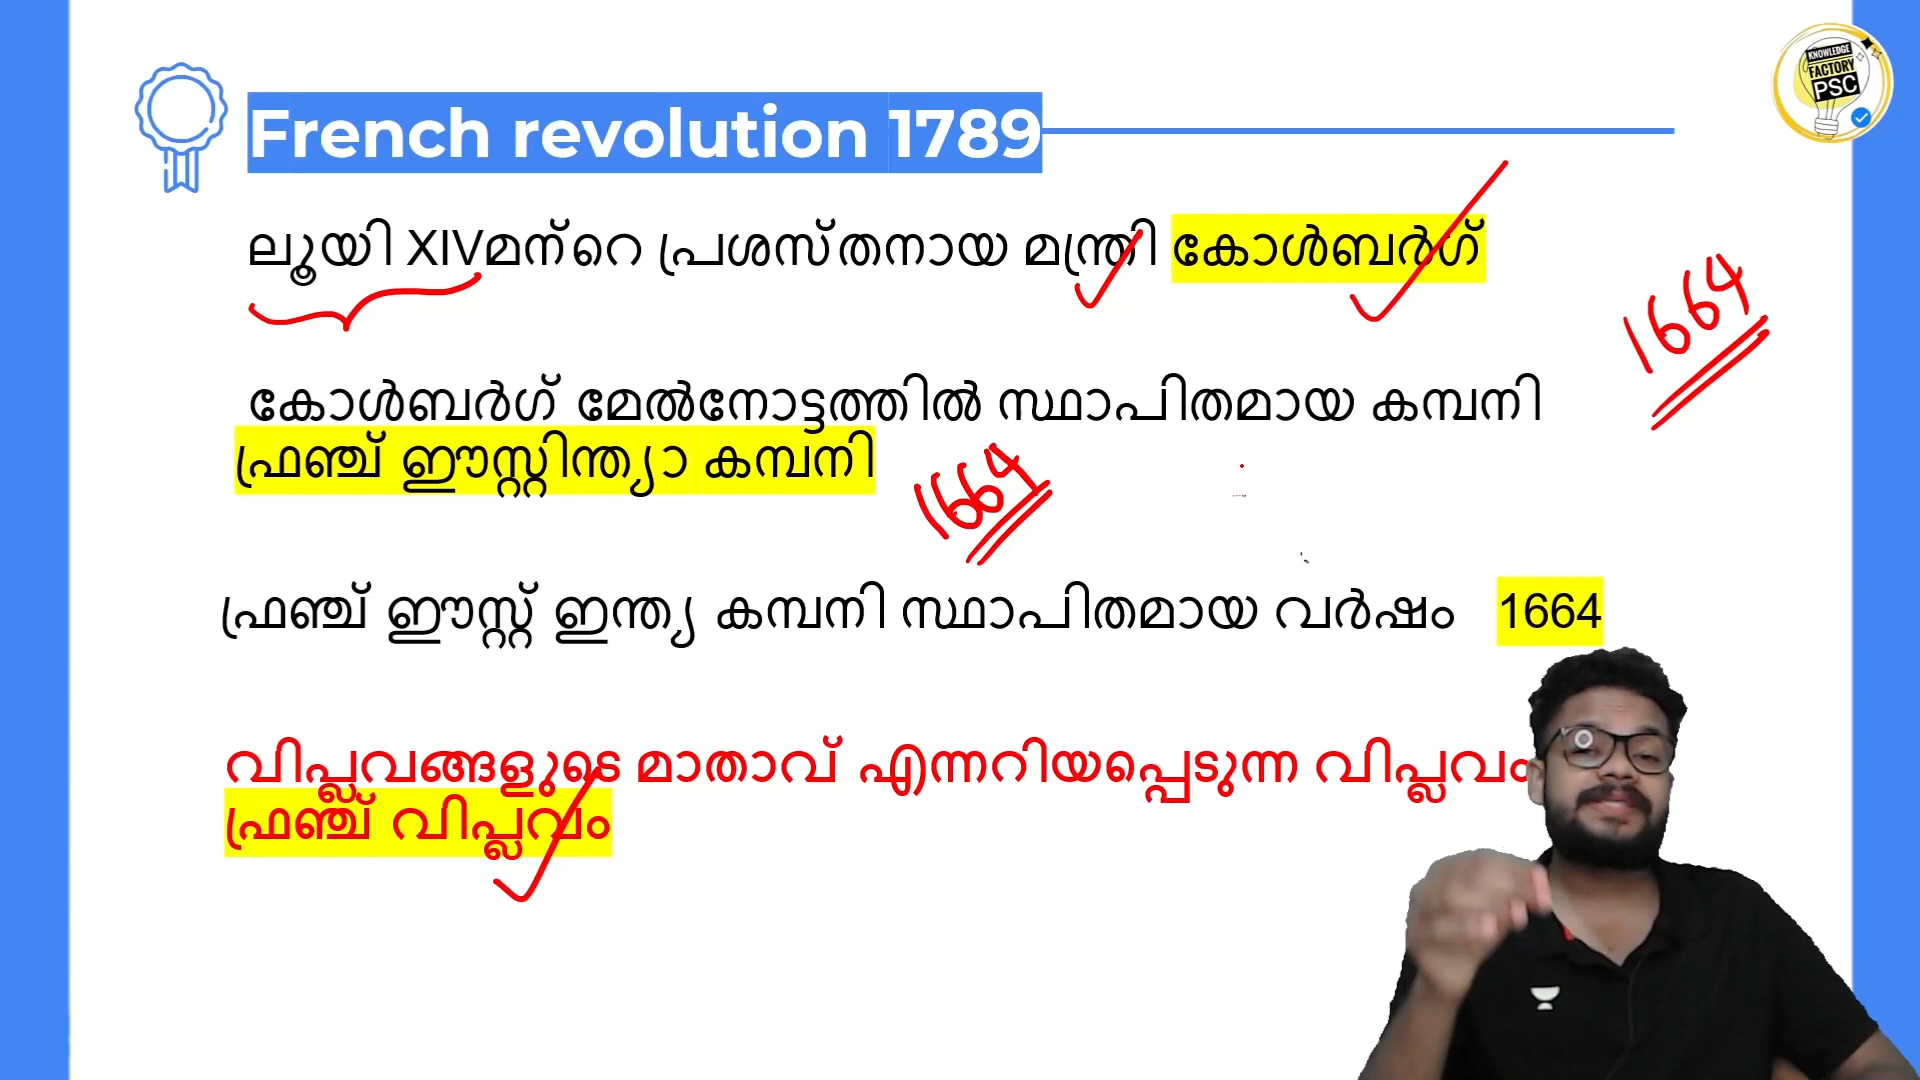 KNOWLEDGE
FACTORY
PSC
French revolution 1789
ലൂയി XIVമന്റെ പ്രശസ്തനായ മന്ത്രി കോൾബർഗ്
1664
കോൾബർഗ് മേൽനോട്ടത്തിൽ സ്ഥാപിതമായ കമ്പനി
ഫ്രഞ്ച് ഈസ്റ്റിന്ത്യാ കമ്പനി
1664
ഫ്രഞ്ച് ഈസ്റ്റ് ഇന്ത്യ കമ്പനി സ്ഥാപിതമായ വർഷം 1664
വിപ്ലവങ്ങളുടെ മാതാവ് എന്നറിയപ്പെടുന്ന വിപ്ലവം
ഫ്രഞ്ച് വിപ്ലവം